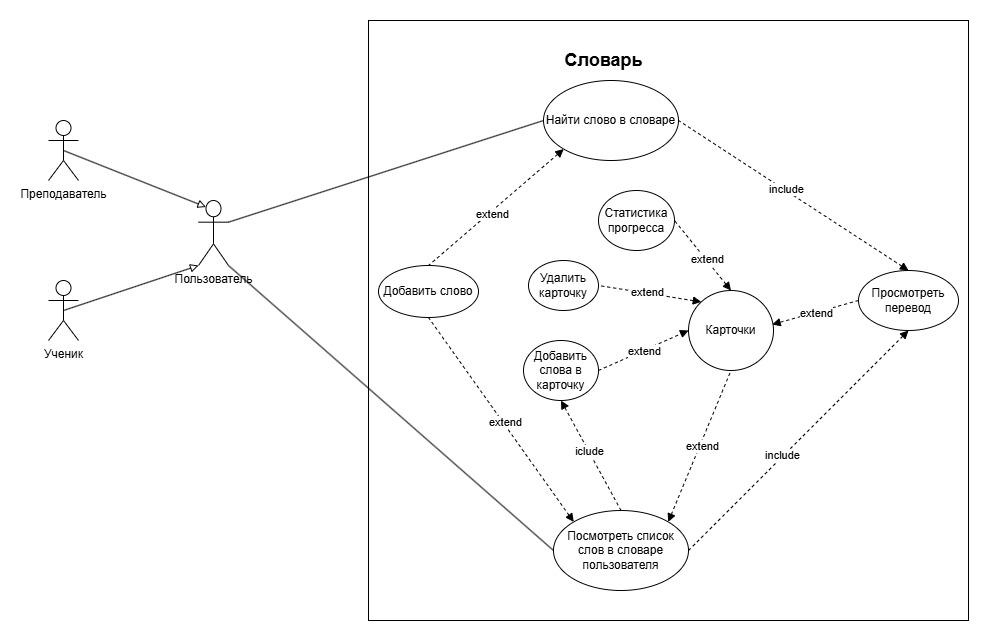 Словарь
Найти слово в словаре
include
Преподаватель
extend
Статистика
прогресса
extend
Пользователь
Добавить слово
Удалить
карточку
extend
Просмотреть
перевод
extend
Карточки
Ученик
Добавить
слова в
карточку
extend
extend
iclude
extend
include
Посмотреть список
слов в словаре
пользователя